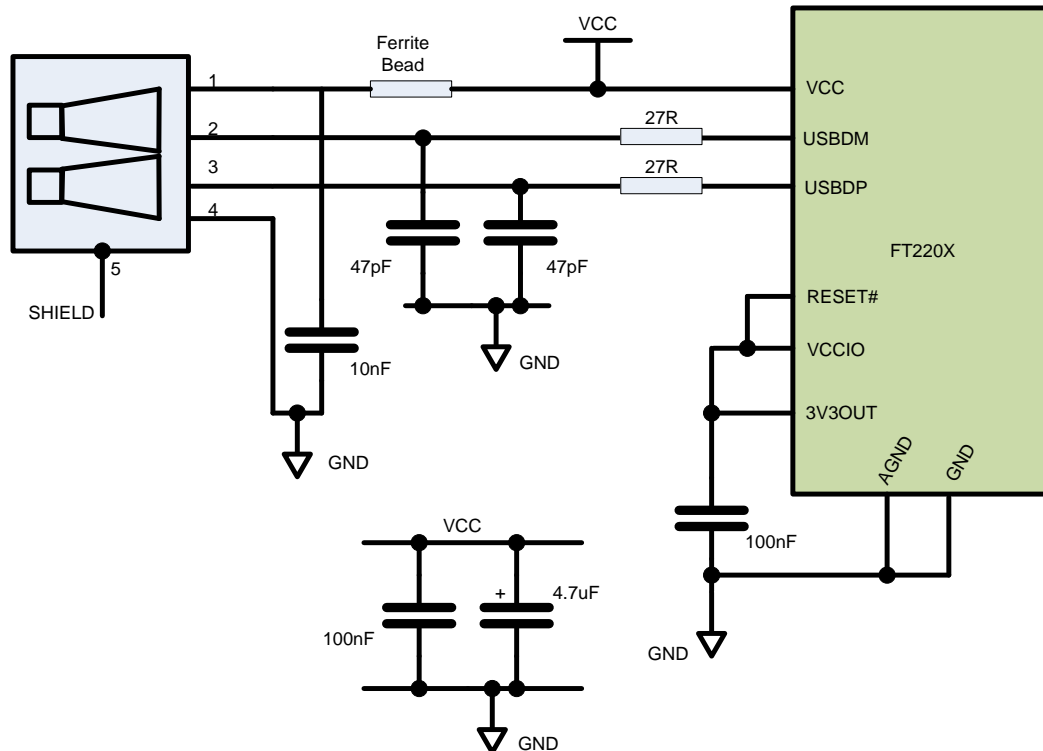 VCC
Ferrite
Bead
1
VCC
27R
2
USBDM
27R
3
USBDP
4
FT220X
5
47pF
47pF
RESET#
SHIELD
VCCIO
10nF
GND
3V3OUT
GND
AGND
GND
VCC
100nF
+
4.7uF
100nF
GND
GND